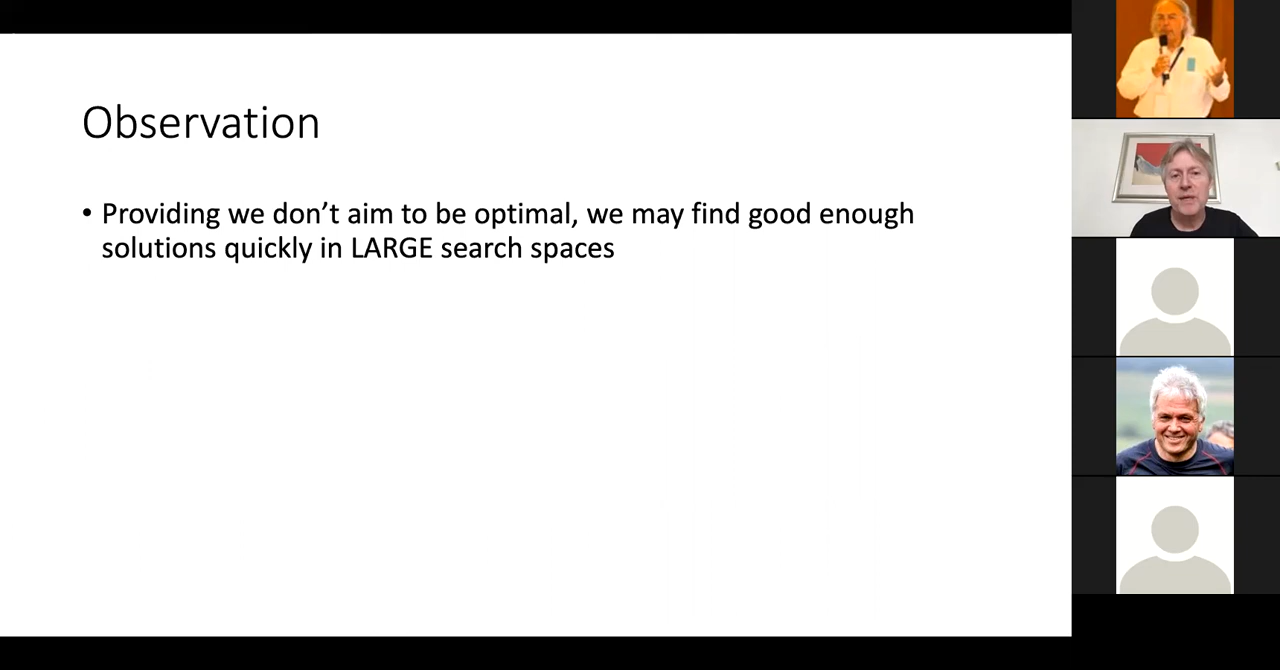 Observation
• Providing we don’t aim to be optimal, we may find good enough
solutions quickly in LARGE search spaces